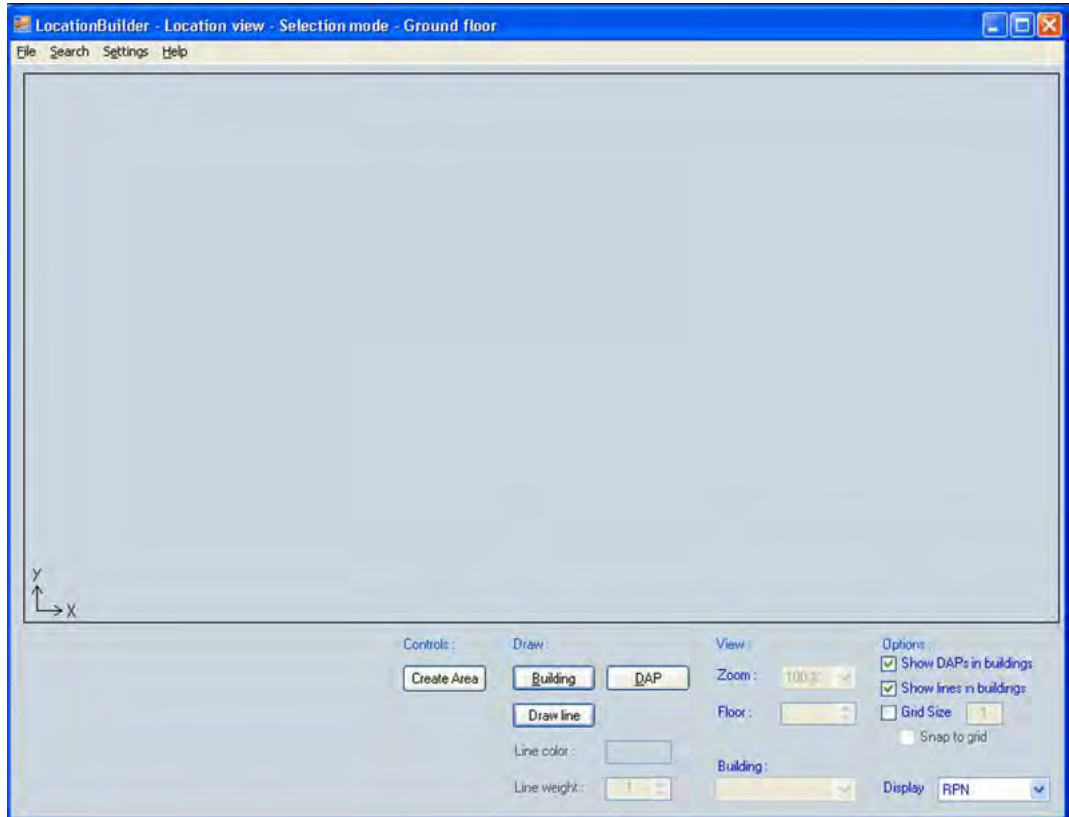 LocationBuilder - Location view - Selection mode - Ground floor
File Search Settings Help
Y
X
Controls : Draw : View : Options :
Create Area Building DAP Zoom : 100 % Show DAPs in buildings
Show lines in buildings
Draw line Floor : Grid Size 1
Snap to grid
Line color :
Building :
Line weight : 1 Display RPN